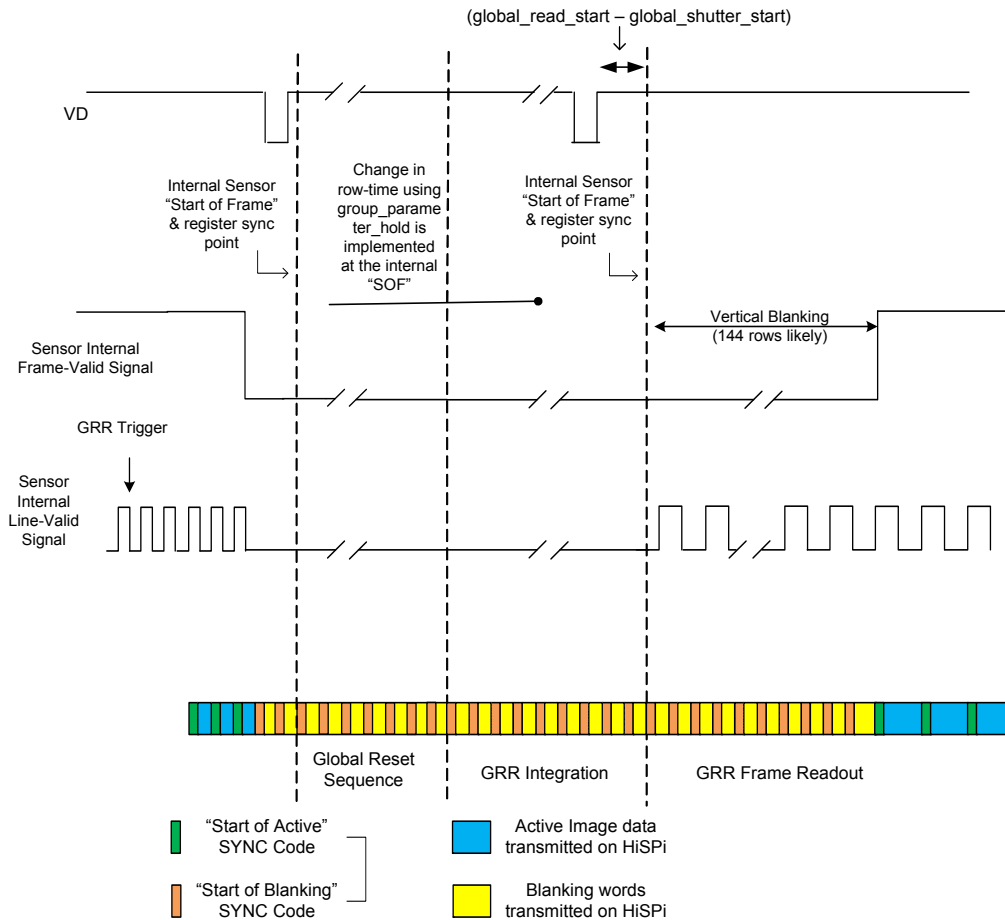 (global_read_start – global_shutter_start)
VD
Internal Sensor
“Start of Frame”
& register sync
point
Change in
row-time using
group_parame
ter_hold is
implemented
at the internal
“SOF”
Internal Sensor
“Start of Frame”
& register sync
point
Vertical Blanking
(144 rows likely)
Sensor Internal
Frame-Valid Signal
GRR Trigger
Sensor
Internal
Line-Valid
Signal
Global Reset
Sequence
GRR Integration
GRR Frame Readout
“Start of Active”
SYNC Code
Active Image data
transmitted on HiSPi
“Start of Blanking”
SYNC Code
Blanking words
transmitted on HiSPi